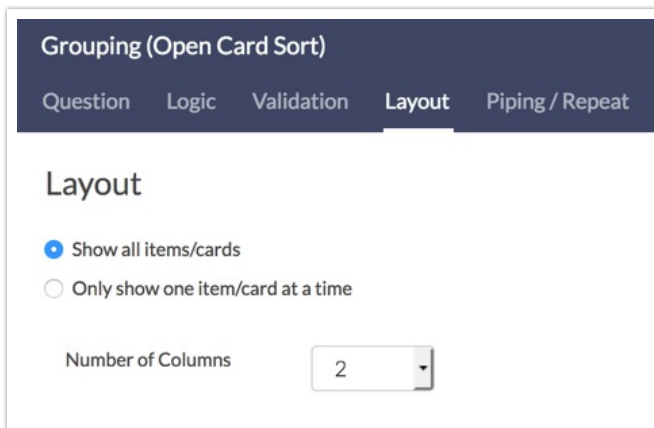 Grouping (Open Card Sort)
Question Logic Validation Layout Piping / Repeat
Layout
Show all items/cards
Only show one item/card at a time
Number of Columns 2